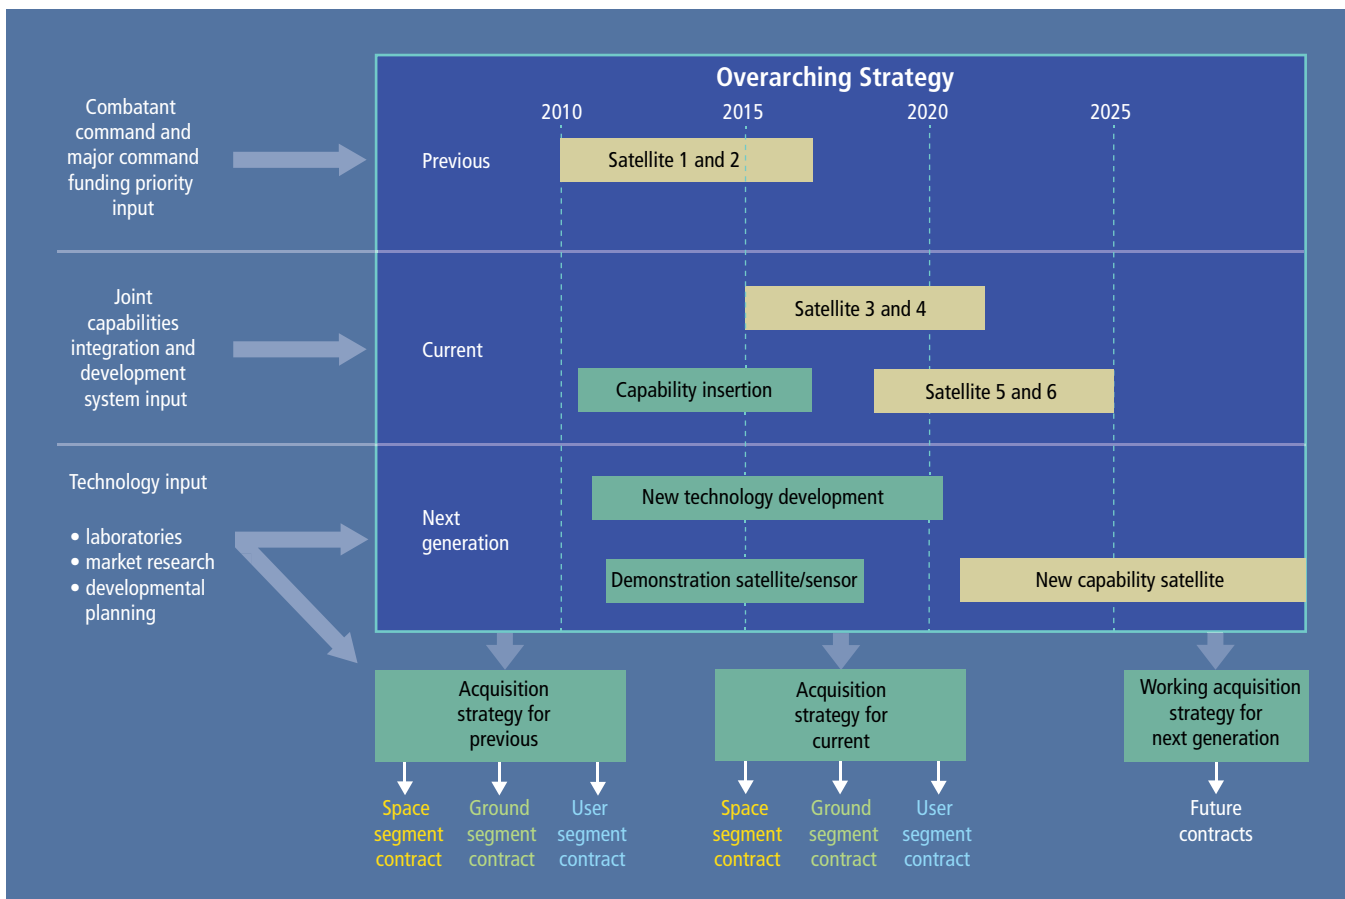 Overarching Strategy
2010 2015 2020 2025
Combatant
command and
major command
funding priority
input
Previous
Satellite 1 and 2
Joint
capabilities
integration and
development
system input
Current
Satellite 3 and 4
Capability insertion
Satellite 5 and 6
Technology input
• laboratories
• market research
• developmental
planning
Next
generation
New technology development
Demonstration satellite/sensor
New capability satellite
Acquisition
strategy for
previous
Acquisition
strategy for
current
Working acquisition
strategy for
next generation
Space
segment
contract
Ground
segment
contract
User
segment
contract
Space
segment
contract
Ground
segment
contract
User
segment
contract
Future
contracts